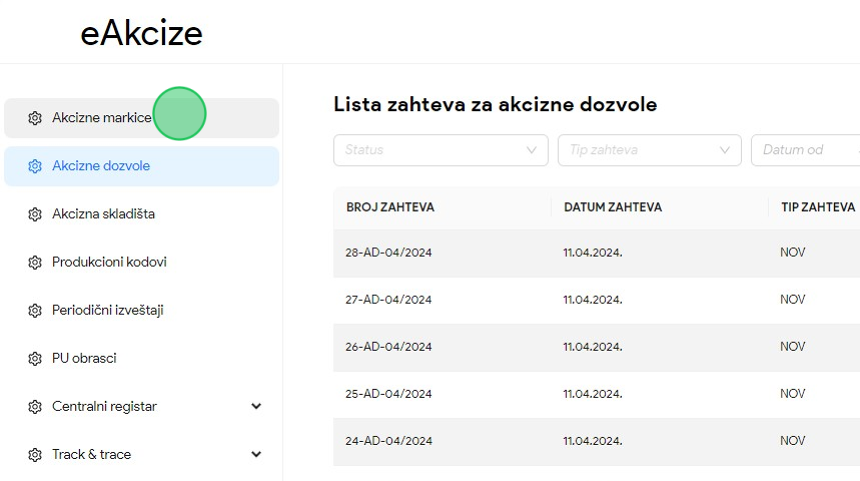 eAkcize
Akcizne markice
Akcizne dozvole
Akcizna skladišta
Produkcioni kodovi
Periodični izveštaji
PU obrasci
Centralni registar
Track & trace
Lista zahteva za akcizne dozvole
Status Tip zahteva Datum od
BROJ ZAHTEVA DATUM ZAHTEVA TIP ZAHTEVA
28-AD-04/2024 11.04.2024. NOV
27-AD-04/2024 11.04.2024. NOV
26-AD-04/2024 11.04.2024. NOV
25-AD-04/2024 11.04.2024. NOV
24-AD-04/2024 11.04.2024. NOV